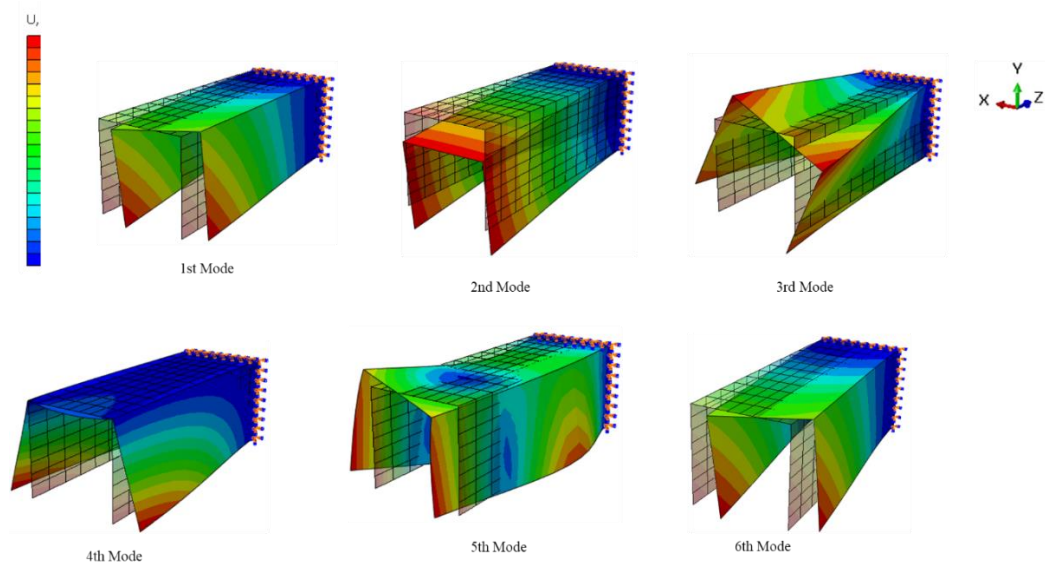 U,
1st Mode
2nd Mode
3rd Mode
Y
X
Z
4th Mode
5th Mode
6th Mode